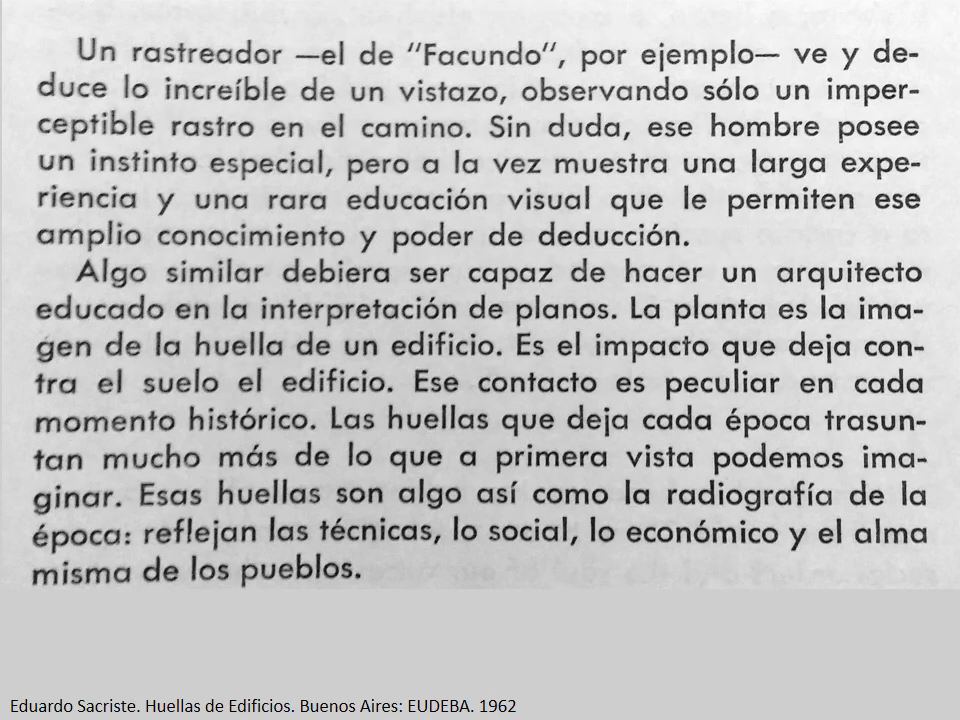 Un rastreador —el de "Facundo", por ejemplo— ve y de-
duce lo increíble de un vistazo, observando sólo un imper-
ceptible rastro en el camino. Sin duda, ese hombre posee
un instinto especial, pero a la vez muestra una larga expe-
riencia y una rara educación visual que le permiten ese
amplio conocimiento y poder de deducción.
Algo similar debiera ser capaz de hacer un arquitecto
educado en la interpretación de planos. La planta es la ima-
gen de la huella de un edificio. Es el impacto que deja con-
tra el suelo el edificio. Ese contacto es peculiar en cada
momento histórico. Las huellas que deja cada época trasun-
tan mucho más de lo que a primera vista podemos ima-
ginar. Esas huellas son algo así como la radiografía de la
época: reflejan las técnicas, lo social, lo económico y el alma
misma de los pueblos.
Eduardo Sacriste. Huellas de Edificios. Buenos Aires: EUDEBA. 1962